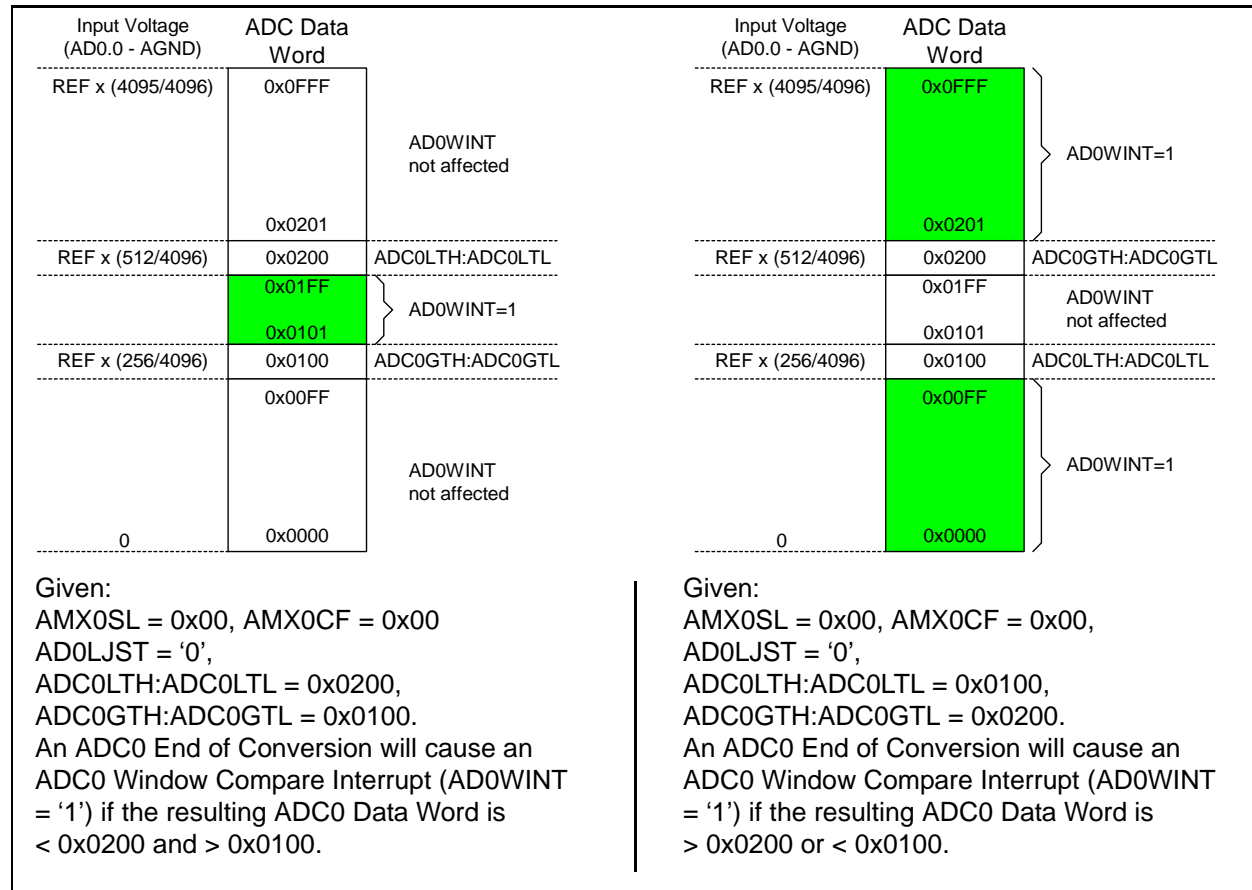 Input Voltage
(AD0.0 - AGND)
ADC Data
Word
REF x (4095/4096)
0x0FFF
AD0WINT
not affected
0x0201
REF x (512/4096)
0x0200
ADC0LTH:ADC0LTL
0x01FF
AD0WINT=1
0x0101
REF x (256/4096)
0x0100
ADC0GTH:ADC0GTL
0x00FF
AD0WINT
not affected
0
0x0000
Given:
AMX0SL = 0x00, AMX0CF = 0x00
AD0LJST = ‘0’,
ADC0LTH:ADC0LTL = 0x0200,
ADC0GTH:ADC0GTL = 0x0100.
An ADC0 End of Conversion will cause an
ADC0 Window Compare Interrupt (AD0WINT
= ‘1’) if the resulting ADC0 Data Word is
< 0x0200 and > 0x0100.
Input Voltage
(AD0.0 - AGND)
ADC Data
Word
REF x (4095/4096)
0x0FFF
AD0WINT=1
0x0201
REF x (512/4096)
0x0200
ADC0GTH:ADC0GTL
0x01FF
AD0WINT
not affected
0x0101
REF x (256/4096)
0x0100
ADC0LTH:ADC0LTL
0x00FF
AD0WINT=1
0
0x0000
Given:
AMX0SL = 0x00, AMX0CF = 0x00,
AD0LJST = ‘0’,
ADC0LTH:ADC0LTL = 0x0100,
ADC0GTH:ADC0GTL = 0x0200.
An ADC0 End of Conversion will cause an
ADC0 Window Compare Interrupt (AD0WINT
= ‘1’) if the resulting ADC0 Data Word is
> 0x0200 or < 0x0100.